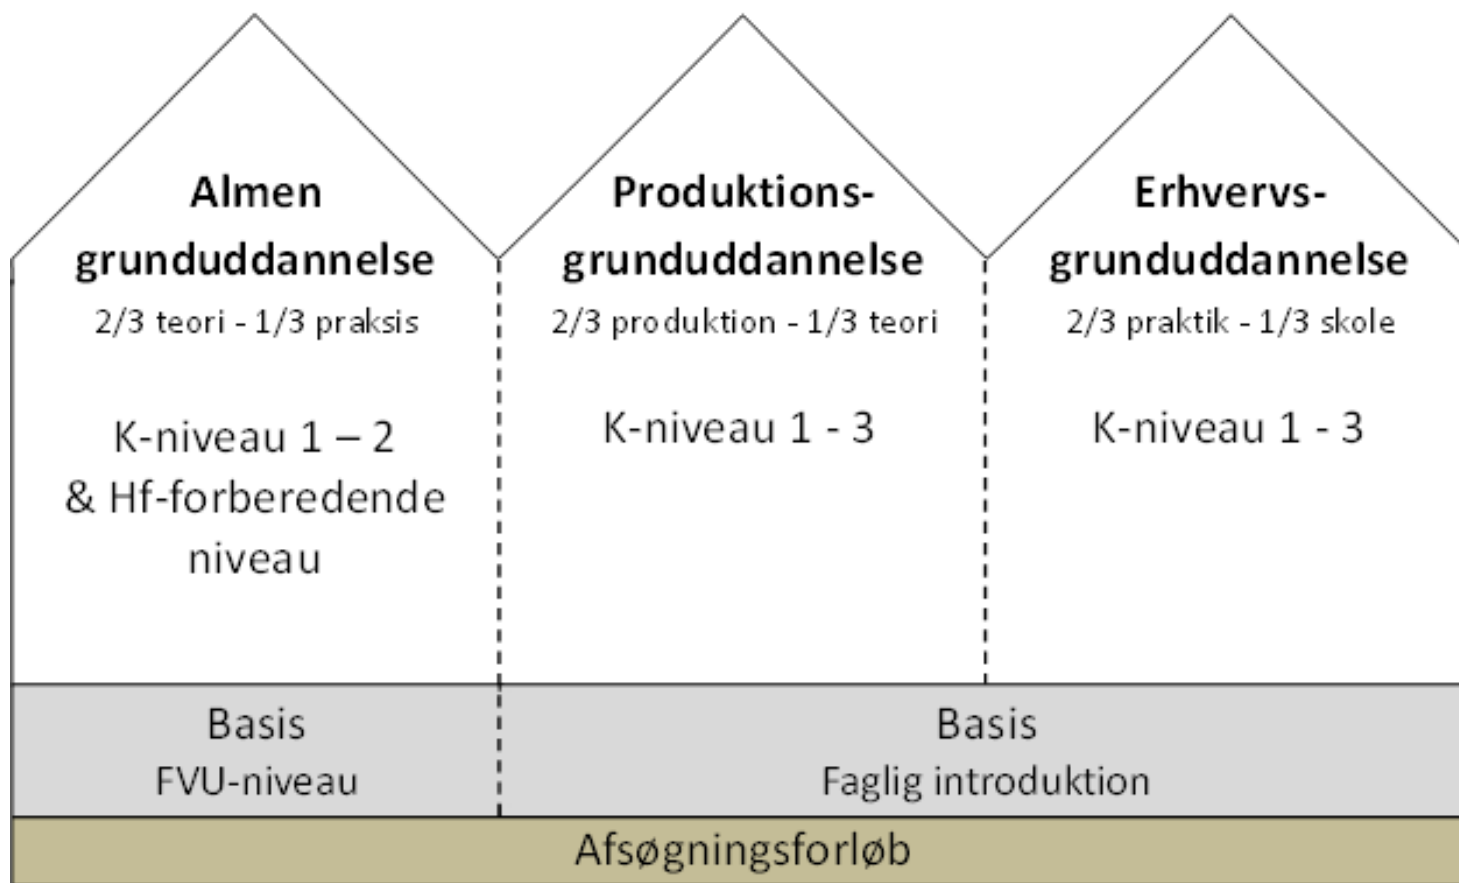 Almen
grunduddannelse
2/3 teori - 1/3 praksis
K-niveau 1 – 2
& Hf-forberedende
niveau
Produktions-
grunduddannelse
2/3 produktion - 1/3 teori
K-niveau 1 - 3
Erhvervs-
grunduddannelse
2/3 praktik - 1/3 skole
K-niveau 1 - 3
Basis
FVU-niveau
Basis
Faglig introduktion
Afsøgningsforløb